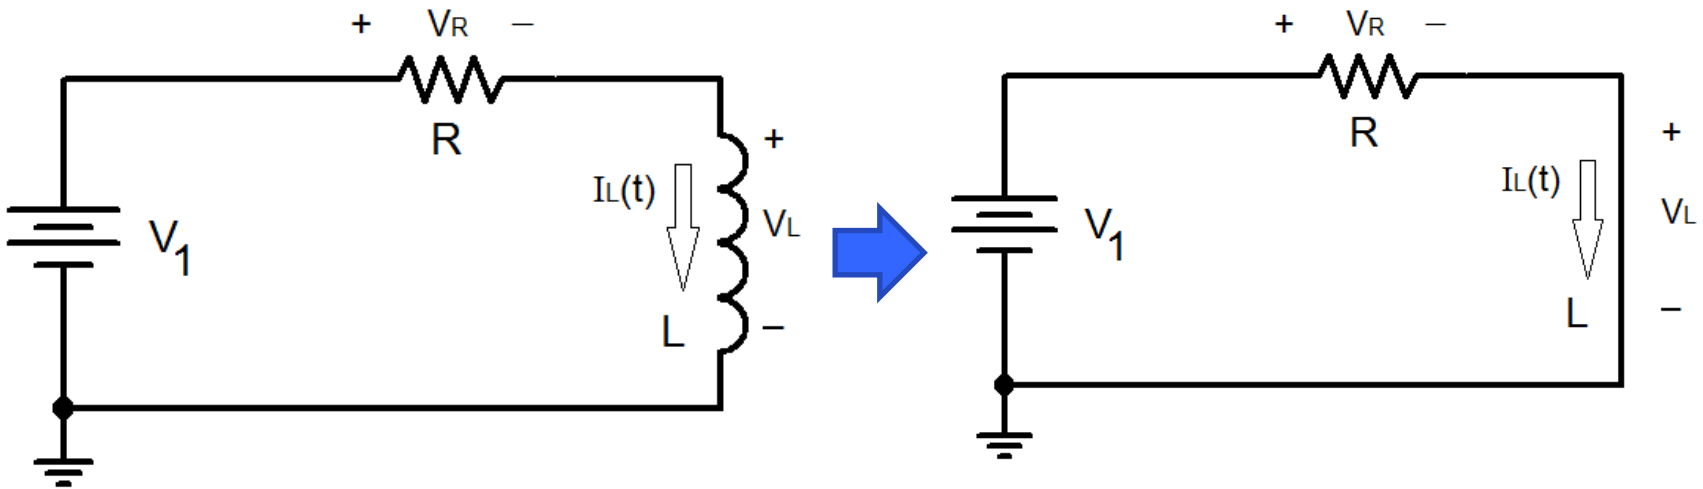 + VR −
R
+
IL(t)
VL
V1
L
−
+ VR −
R
+
IL(t)
VL
V1
L
−